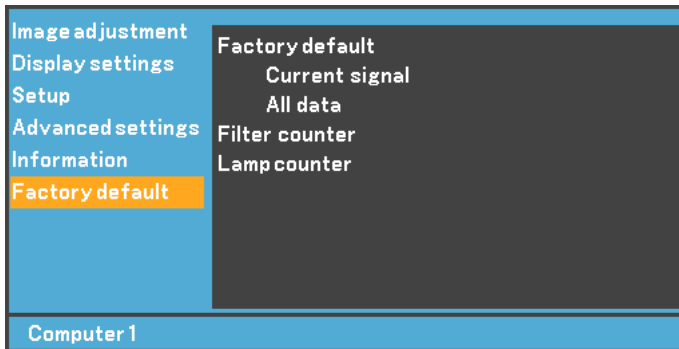 Image adjustment
Display settings
Setup
Advanced settings
Information
Factory default
Factory default
Current signal
All data
Filter counter
Lamp counter
Computer 1